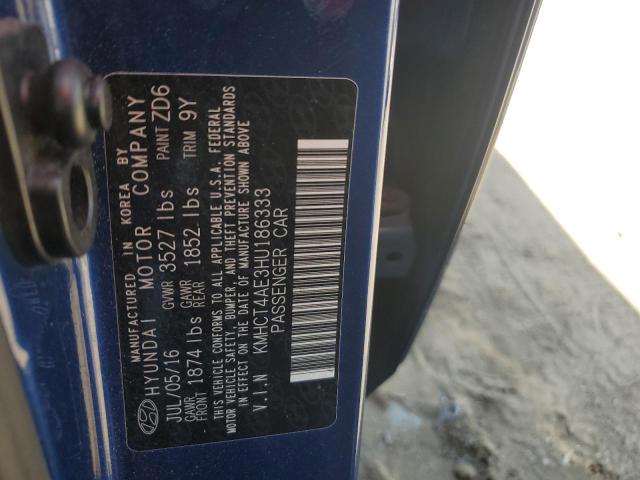 MANUFACTURED IN KOREA BY
HYUNDAI MOTOR COMPANY
JUL/05/16 GVWR 3527 lbs PAINT ZD6
GAWR FRONT 1874 lbs GAWR REAR 1852 lbs TRIM 9Y
THIS VEHICLE CONFORMS TO ALL APPLICABLE U.S.A. FEDERAL
MOTOR VEHICLE SAFETY, BUMPER, AND THEFT PREVENTION STANDARDS
IN EFFECT ON THE DATE OF MANUFACTURE SHOWN ABOVE
V.I.N KMHCT4AE3HU186333
PASSENGER CAR